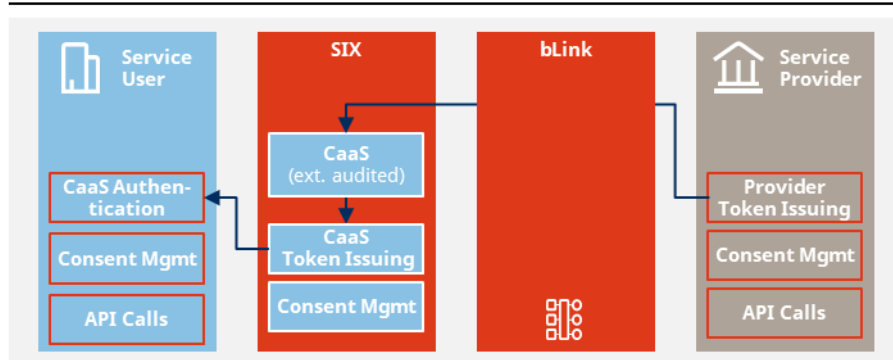 Service
User
CaaS Authen-
tication
Consent Mgmt
API Calls
SIX
CaaS
(ext. audited)
CaaS
Token Issuing
Consent Mgmt
bLink
Service
Provider
Provider
Token Issuing
Consent Mgmt
API Calls